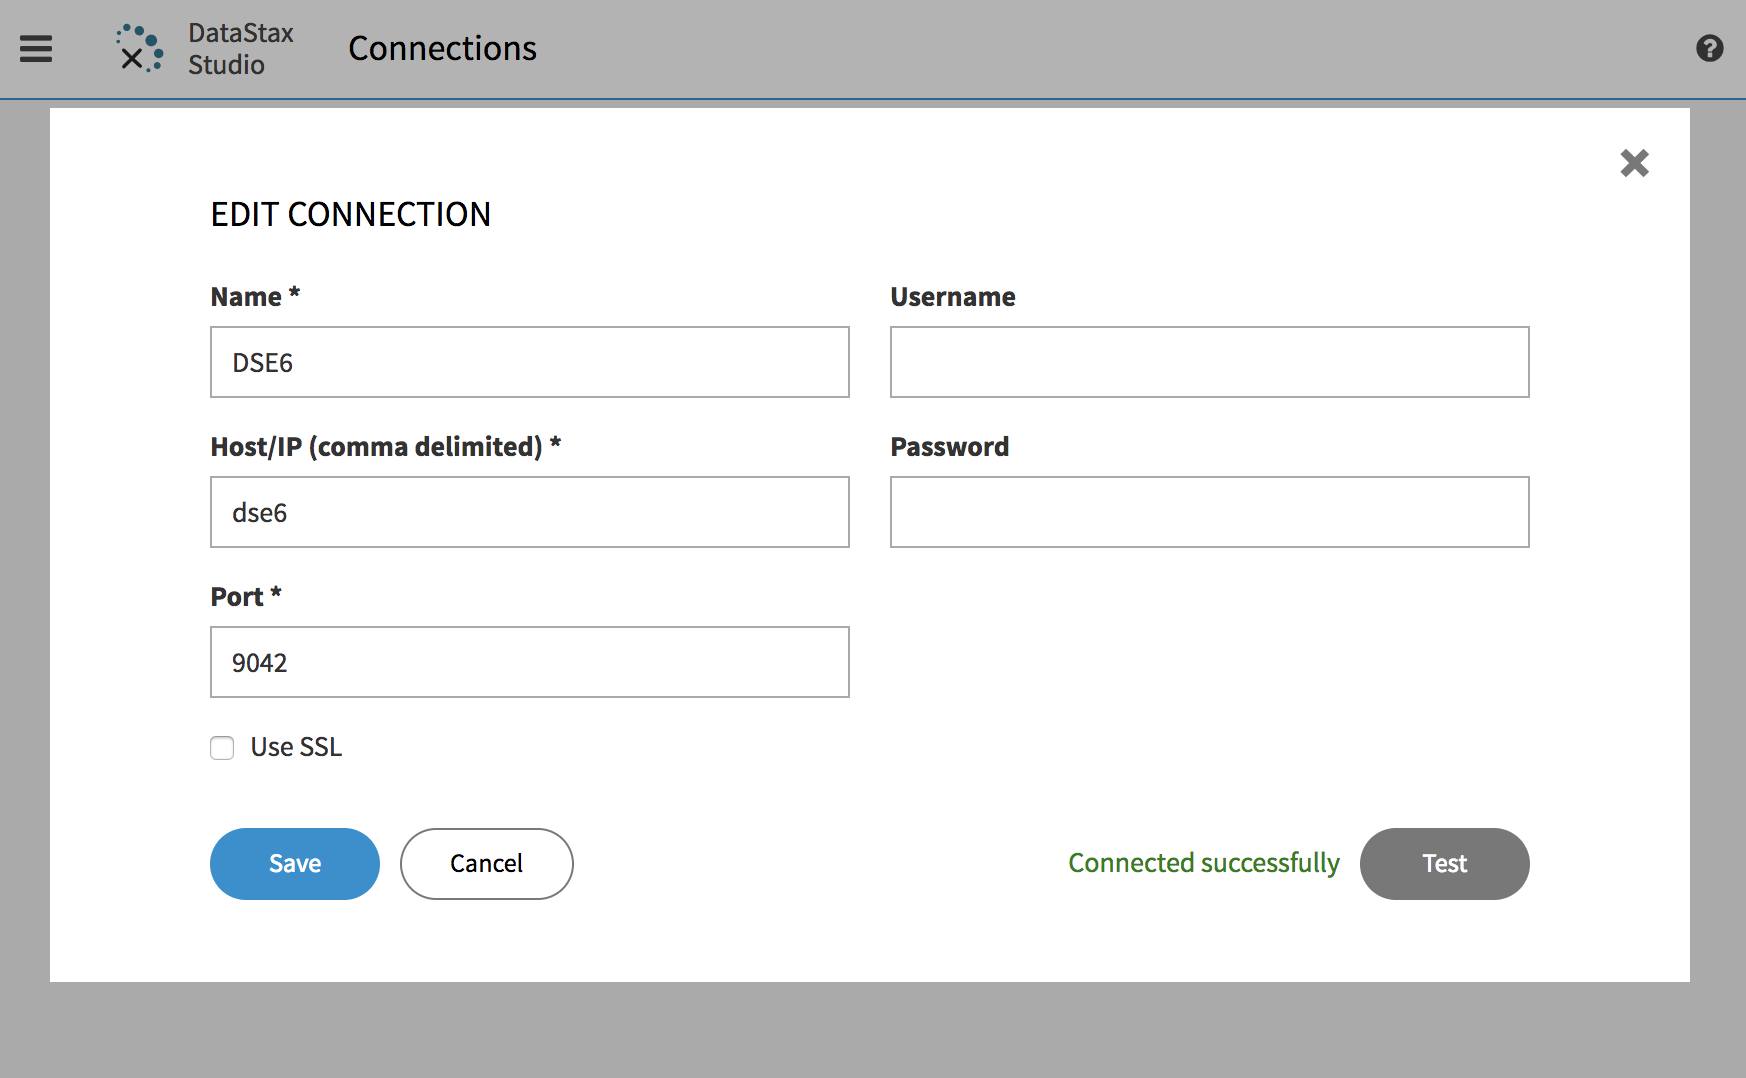 DataStax
Studio
Connections
EDIT CONNECTION
Name *
Username
DSE6
Host/IP (comma delimited) *
Password
dse6
Port *
9042
Use SSL
Save
Cancel
Connected successfully
Test